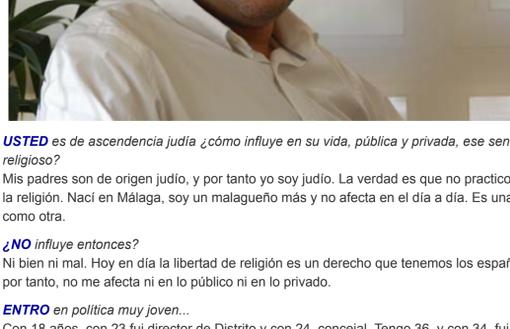 USTED es de ascendencia judía ¿cómo influye en su vida, pública y privada, ese
religioso?
Mis padres son de origen judío, y por tanto yo soy judío. La verdad es que no practico
la religión. Nací en Málaga, soy un malagueño más y no afecta en el día a día. Es
como otra.
¿NO influye entonces?
Ni bien ni mal. Hoy en día la libertad de religión es un derecho que tenemos los
por tanto, no me afecta ni en lo público ni en lo privado.
ENTRO en política muy joven...
Con 18 años, con 23 fui director de Distrito y con 24, concejal. Tengo 36, y con 34, fui